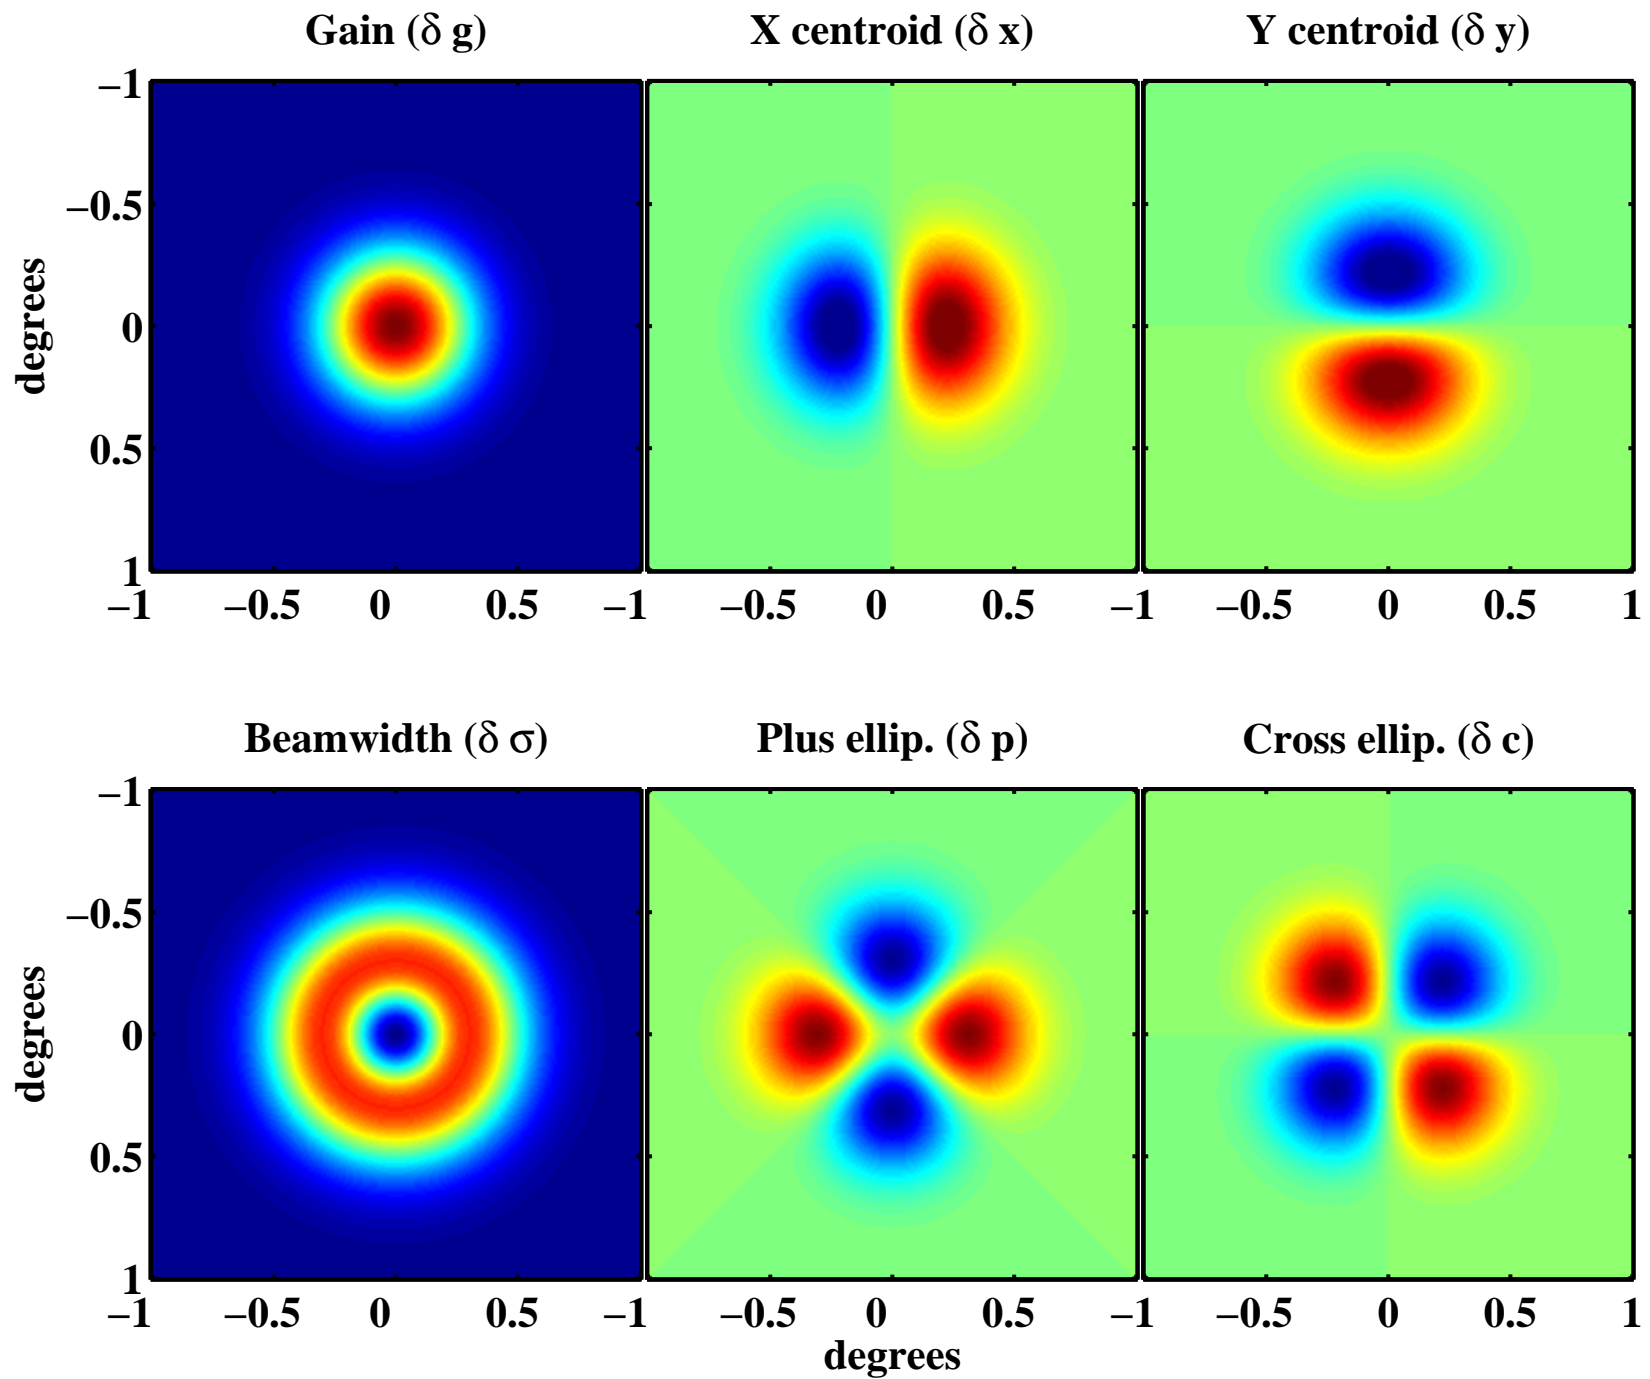 Gain (δ g) X centroid (δ x) Y centroid (δ y)
−1
−0.5
0
0.5
1
degrees
−1 −0.5 0 0.5 −1 −0.5 0 0.5 −1 −0.5 0 0.5 1
Beamwidth (δ σ) Plus ellip. (δ p) Cross ellip. (δ c)
−1
−0.5
0
0.5
1
degrees
−1 −0.5 0 0.5 −1 −0.5 0 0.5 −1 −0.5 0 0.5 1
degrees